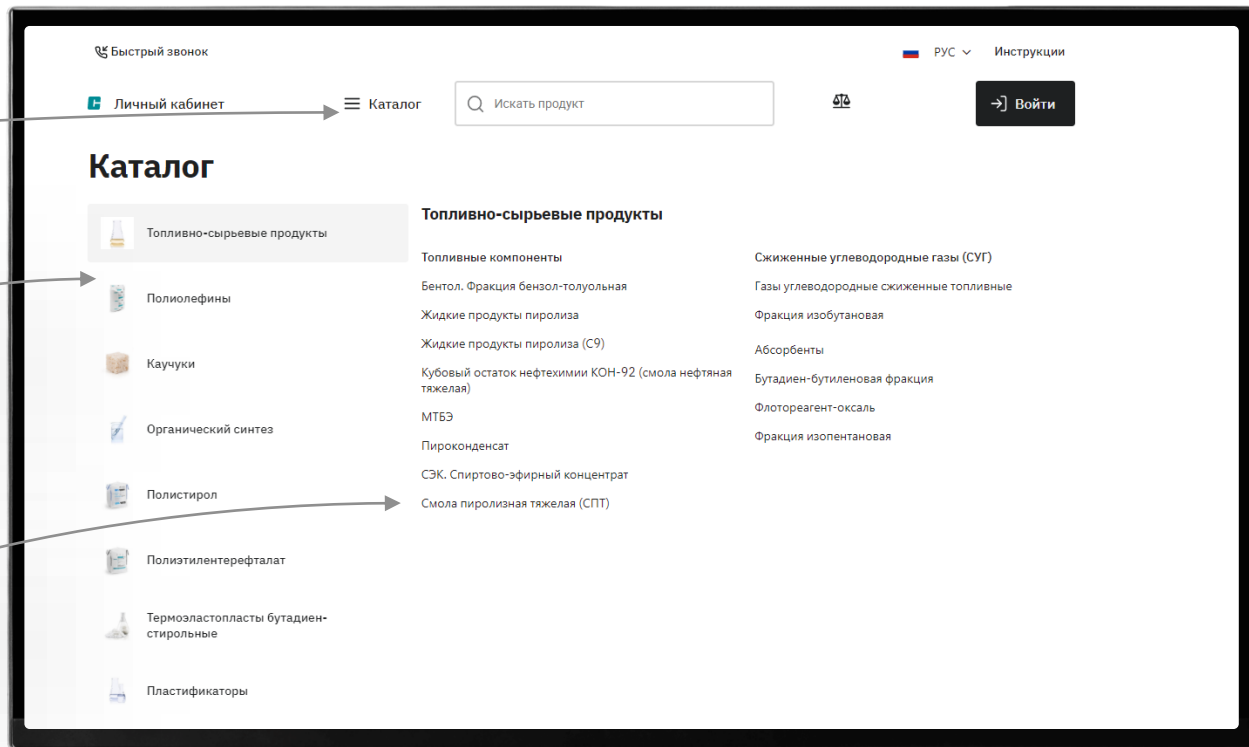 Быстрый звонок
РУС
Инструкции
Личный кабинет
Каталог
Искать продукт
Войти
Каталог
Топливно-сырьевые продукты
Полиолефины
Каучуки
Органический синтез
Полистирол
Полиэтилентерефталат
Термоэластопласты бутадиен-
стирольные
Пластификаторы
Топливно-сырьевые продукты
Топливные компоненты
Бентол. Фракция бензол-толуольная
Жидкие продукты пиролиза
Жидкие продукты пиролиза (С9)
Кубовый остаток нефтехимии КОН-92 (смола нефтяная
тяжелая)
МТБЭ
Пироконденсат
СЭК. Спиртово-эфирный концентрат
Смола пиролизная тяжелая (СПТ)
Сжиженные углеводородные газы (СУГ)
Газы углеводородные сжиженные топливные
Фракция изобутановая
Абсорбенты
Бутадиен-бутиленовая фракция
Флотореагент-оксаль
Фракция изопентановая